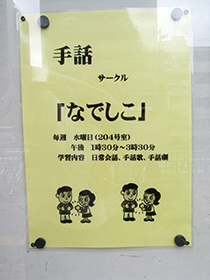 手話
サークル
『なでしこ』
毎週 水曜日(204号室)
午後 1時30分~3時30分
学習内容 日常会話、手話歌、手話劇